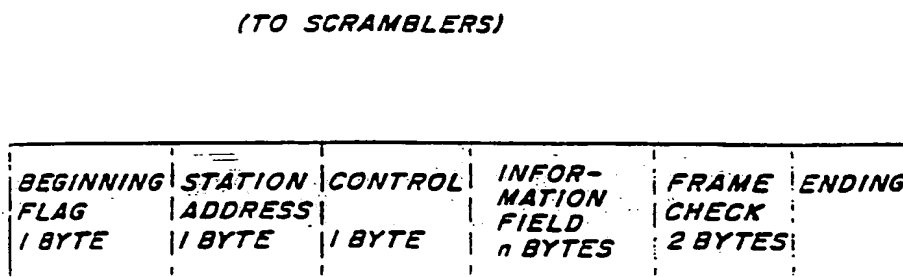 (TO SCRAMBLERS)
BEGINNING FLAG 1 BYTE
STATION ADDRESS 1 BYTE
CONTROL 1 BYTE
INFOR-
MATION
FIELD
n BYTES
FRAME CHECK 2 BYTES
ENDING